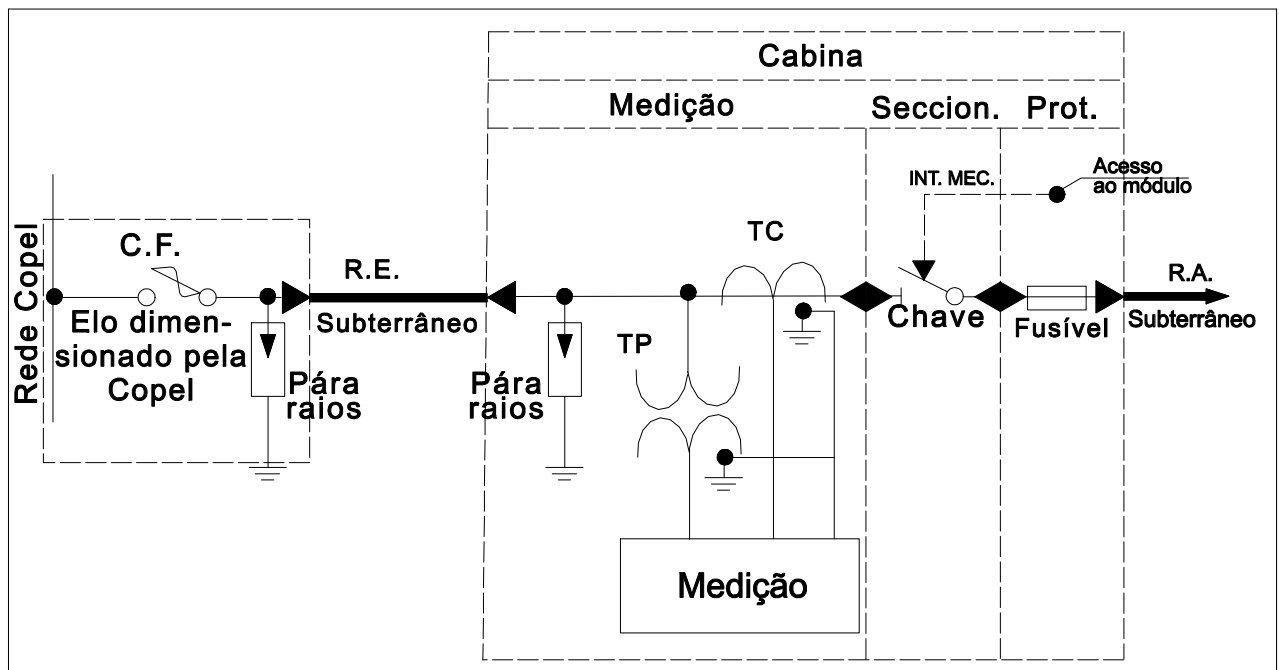 Cabina
Medição
Seccion.
Prot.
INT. MEC.
Acesso
ao módulo
Rede Copel
C.F.
Elo dimen-
sionado pela
Copel
Pára
raios
R.E.
Subterrâneo
Pára
raios
TC
TP
Chave
Fusível
R.A.
Subterrâneo
Medição